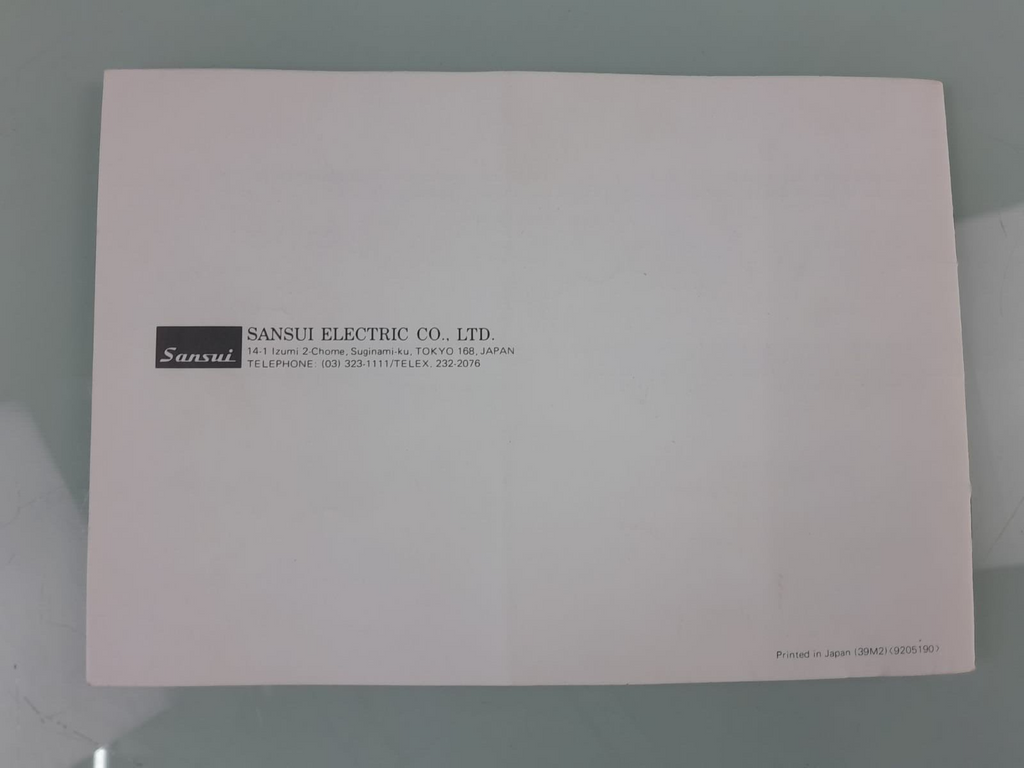 Sansui
SANSUI ELECTRIC CO., LTD.
14-1 Izumi 2-Chome, Suginami-ku, TOKYO 168, JAPAN
TELEPHONE: (03) 323-1111/TELEX. 232-2076
Printed in Japan (39M2)〈9205190〉